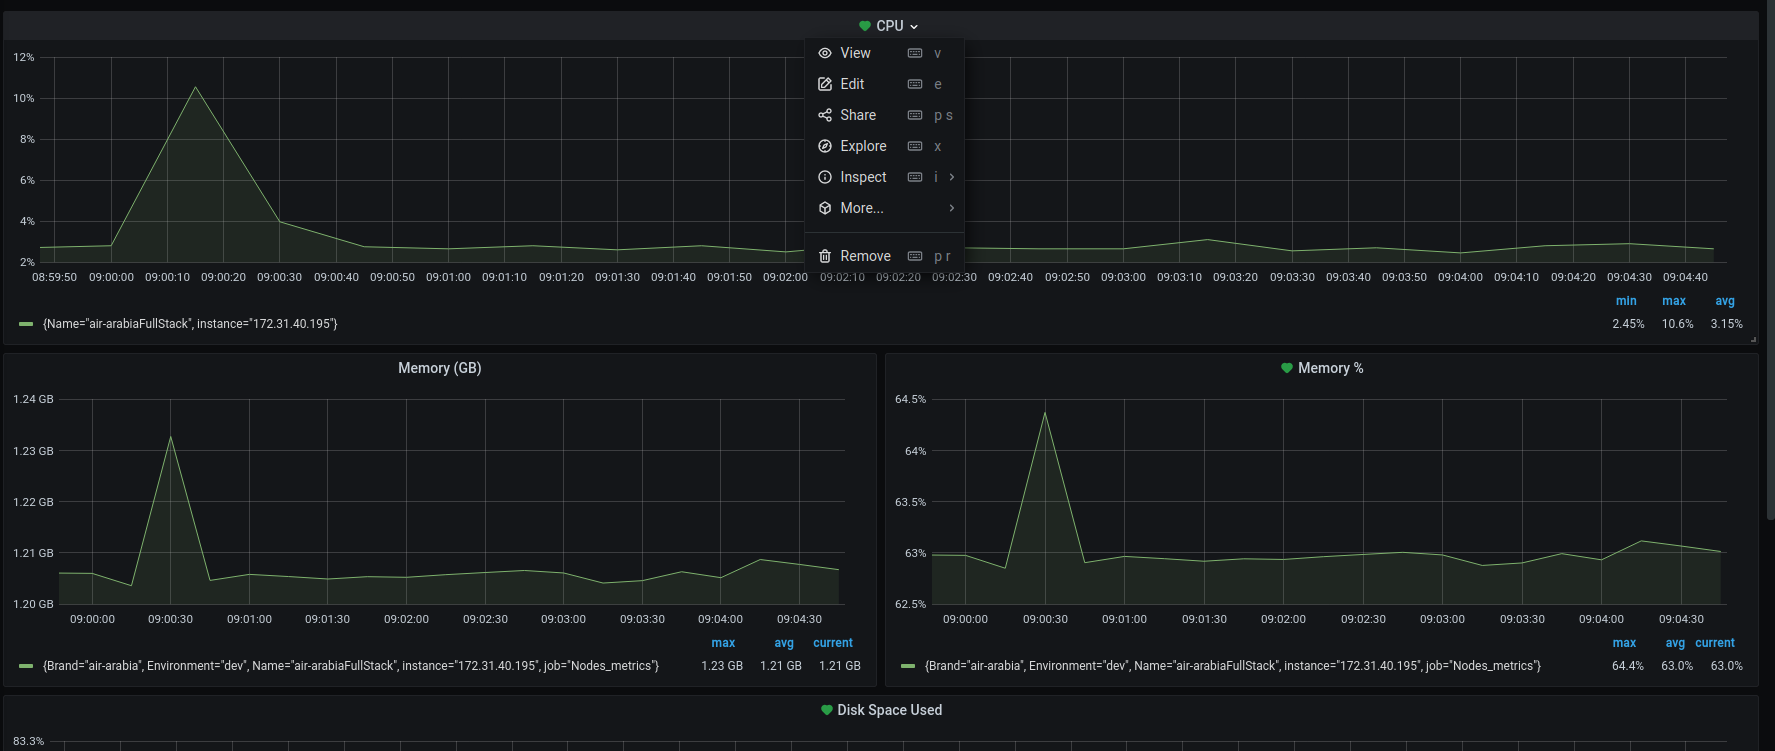 CPU
View v
Edit e
Share p s
Explore x
Inspect i
More...
Remove p r
12%
10%
8%
6%
4%
2%
08:59:50 09:00:00 09:00:10 09:00:20 09:00:30 09:00:40 09:00:50 09:01:00 09:01:10 09:01:20 09:01:30 09:01:40 09:01:50 09:02:00 09:02:10 09:02:20 09:02:30 09:02:40 09:02:50 09:03:00 09:03:10 09:03:20 09:03:30 09:03:40 09:03:50 09:04:00 09:04:10 09:04:20 09:04:30 09:04:40
min max avg
{Name="air-arabiaFullStack", instance="172.31.40.195"} 2.45% 10.6% 3.15%
Memory (GB)
1.24 GB
1.23 GB
1.22 GB
1.21 GB
1.20 GB
09:00:00 09:00:30 09:01:00 09:01:30 09:02:00 09:02:30 09:03:00 09:03:30 09:04:00 09:04:30
max avg current
{Brand="air-arabia", Environment="dev", Name="air-arabiaFullStack", instance="172.31.40.195", job="Nodes_metrics"} 1.23 GB 1.21 GB 1.21 GB
Memory %
64.5%
64%
63.5%
63%
62.5%
09:00:00 09:00:30 09:01:00 09:01:30 09:02:00 09:02:30 09:03:00 09:03:30 09:04:00 09:04:30
max avg current
{Brand="air-arabia", Environment="dev", Name="air-arabiaFullStack", instance="172.31.40.195", job="Nodes_metrics"} 64.4% 63.0% 63.0%
Disk Space Used
83.3%